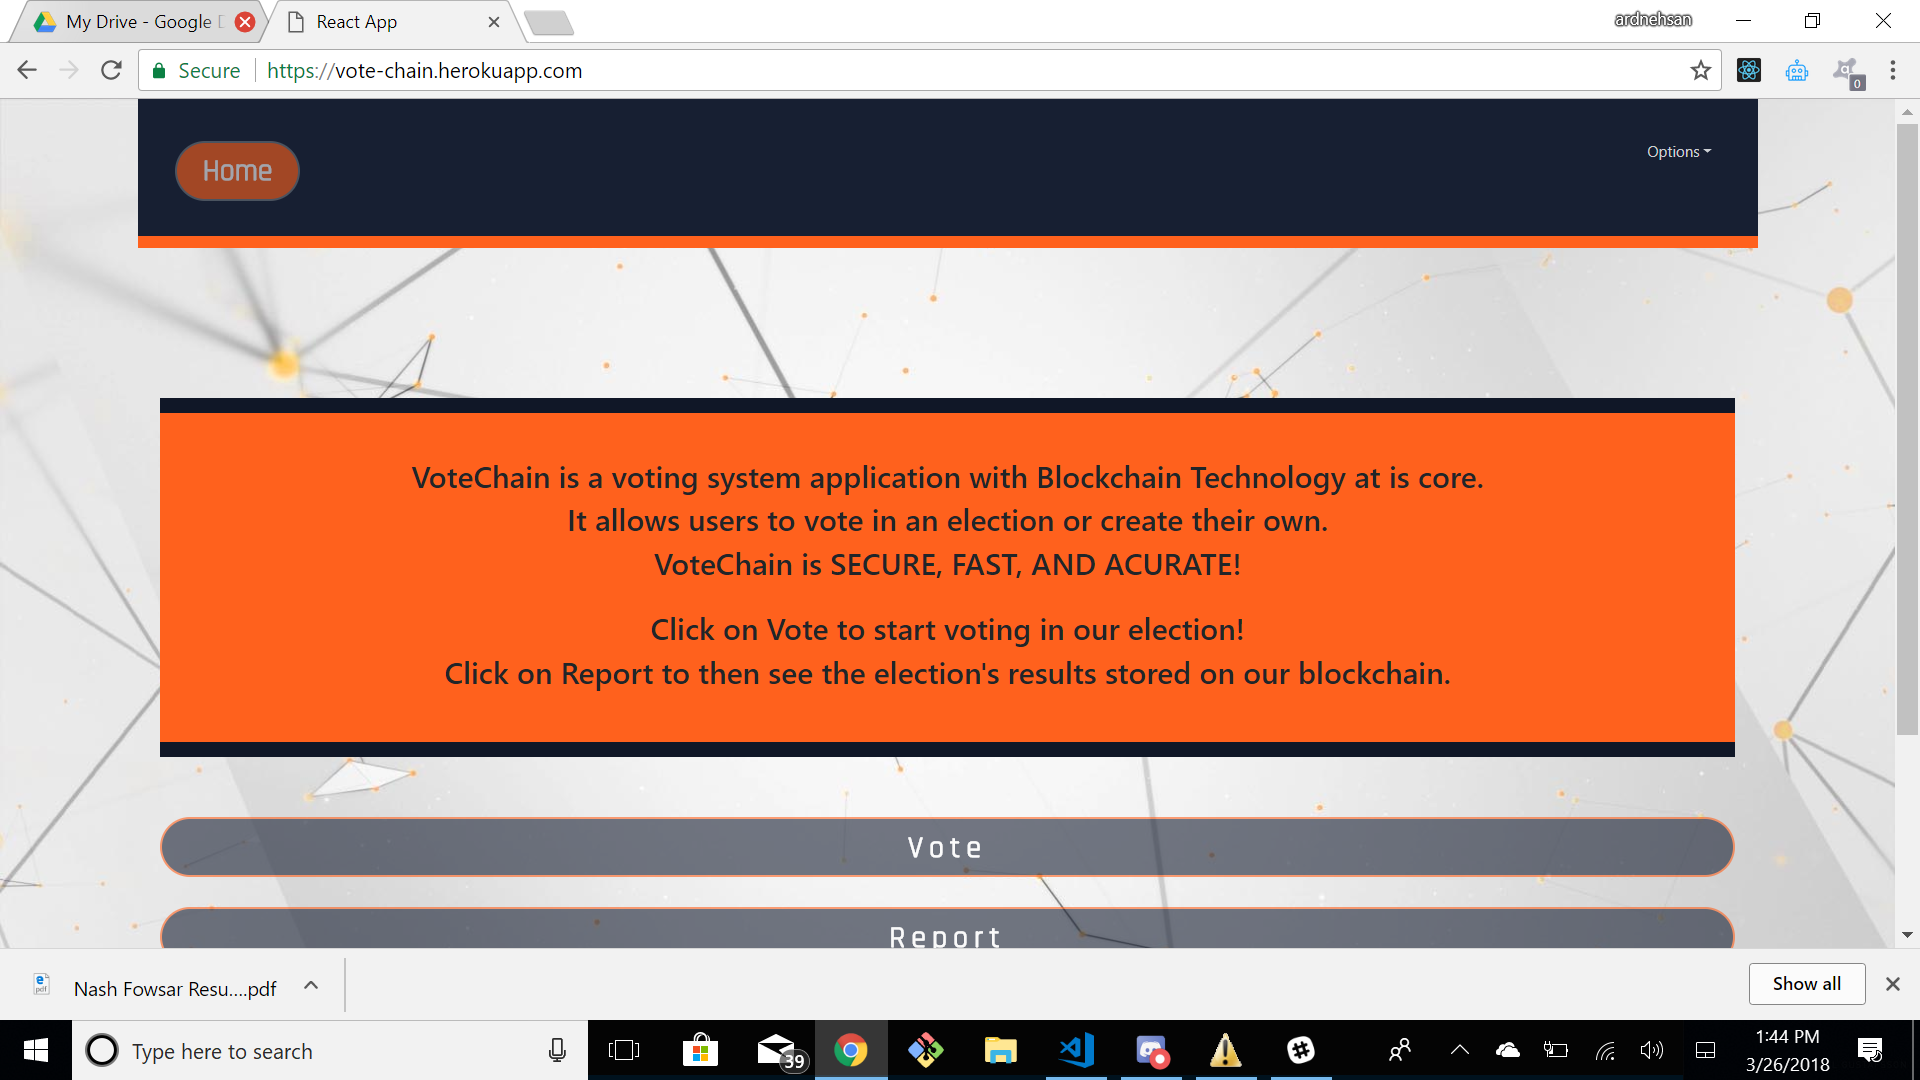 My Drive - Google
React App
ardnehsan
Secure
https://vote-chain.herokuapp.com
0
Home
Options
VoteChain is a voting system application with Blockchain Technology at is core.
It allows users to vote in an election or create their own.
VoteChain is SECURE, FAST, AND ACURATE!
Click on Vote to start voting in our election!
Click on Report to then see the election's results stored on our blockchain.
Vote
Report
Nash Fowsar Resu....pdf
Show all
Type here to search
39
1:44 PM
3/26/2018